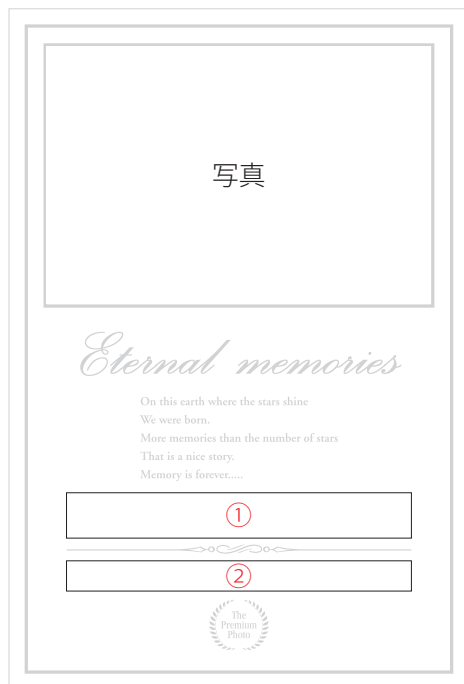 写真
Eternal memories
On this earth where the stars shine
We were born.
More memories than the number of stars
That is a nice story.
Memory is forever.....
①
②
The
Premium
Photo